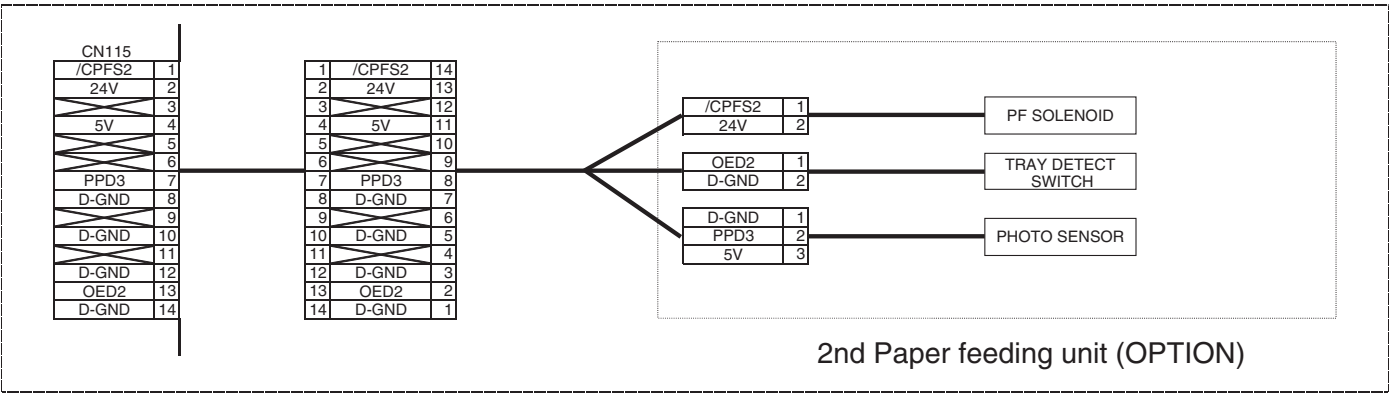 CN115
/CPFS2 1
24V 2
3
5V 4
5
6
PPD3 7
D-GND 8
9
D-GND 10
11
D-GND 12
OED2 13
D-GND 14
1 /CPFS2 14
2 24V 13
3 12
4 5V 11
5 10
6 9
7 PPD3 8
8 D-GND 7
9 6
10 D-GND 5
11 4
12 D-GND 3
13 OED2 2
14 D-GND 1
/CPFS2 1
24V 2
PF SOLENOID
OED2 1
D-GND 2
TRAY DETECT
SWITCH
D-GND 1
PPD3 2
5V 3
PHOTO SENSOR
2nd Paper feeding unit (OPTION)